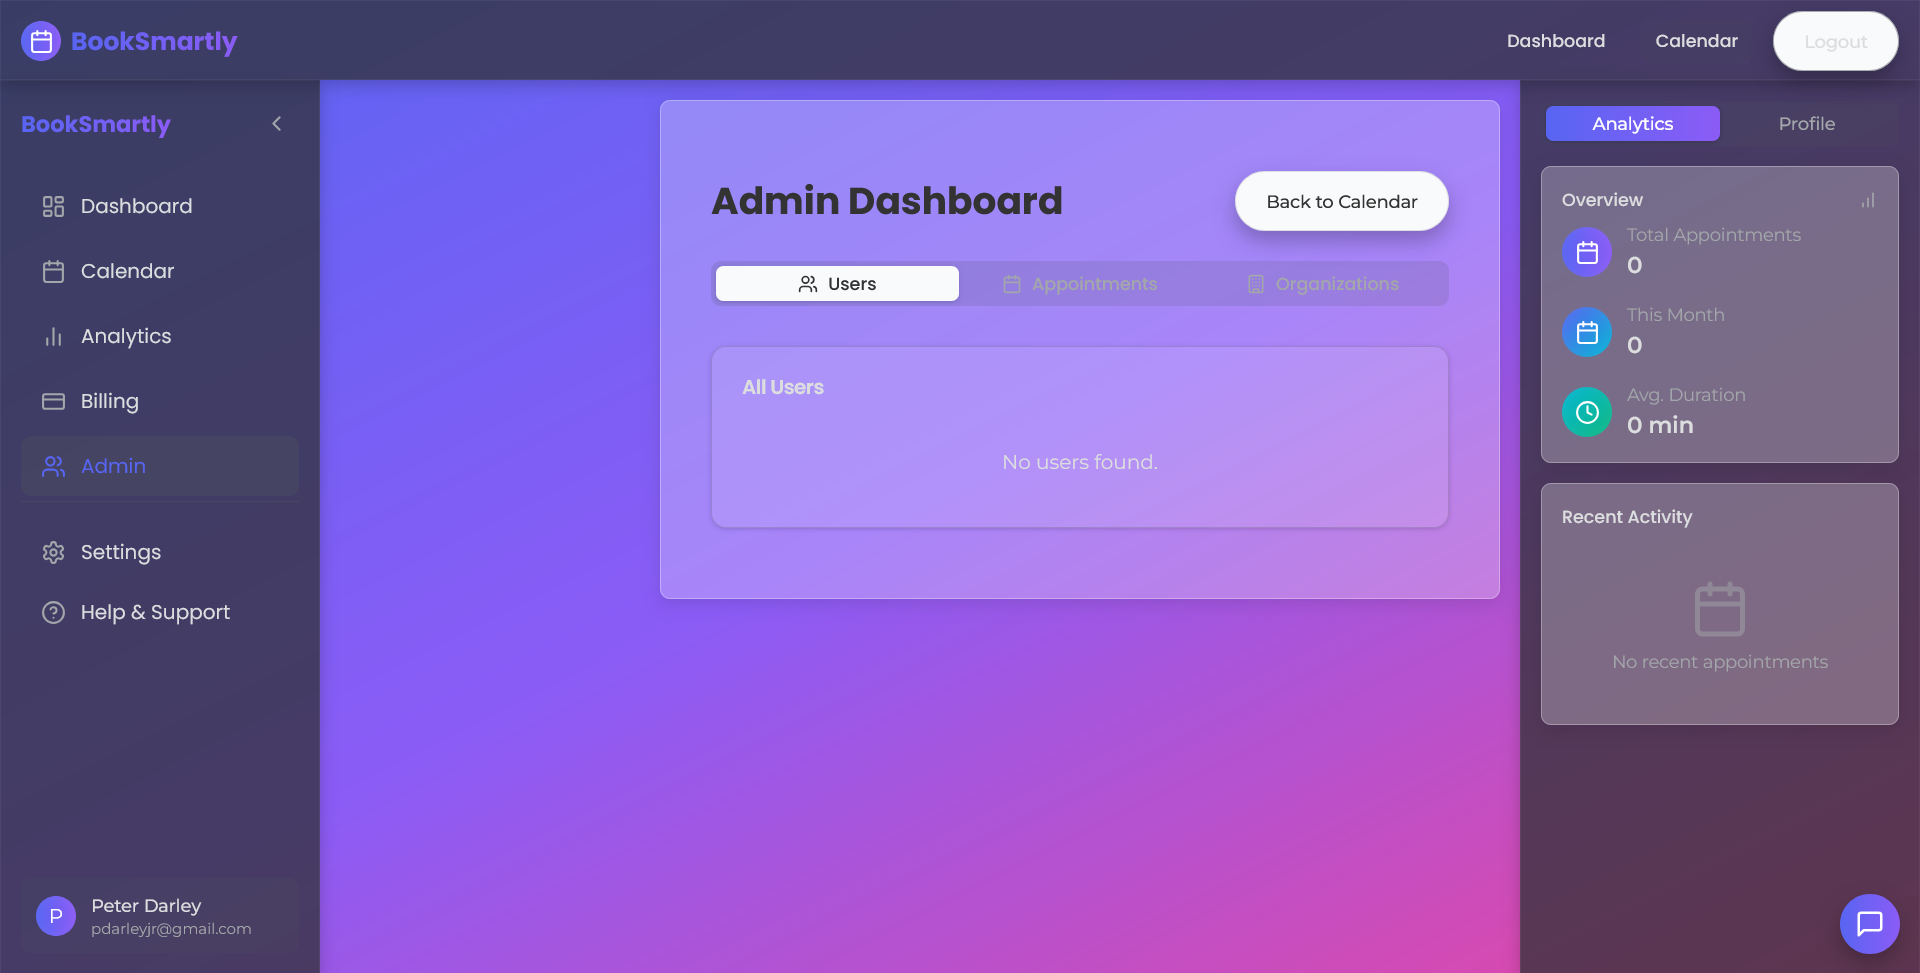 BookSmartly
Dashboard
Calendar
Logout
BookSmartly
Dashboard
Calendar
Analytics
Billing
Admin
Settings
Help & Support
P
Peter Darley
pdarleyjr@gmail.com
Admin Dashboard
Back to Calendar
Users
Appointments
Organizations
All Users
No users found.
Analytics
Profile
Overview
Total Appointments
0
This Month
0
Avg. Duration
0 min
Recent Activity
No recent appointments